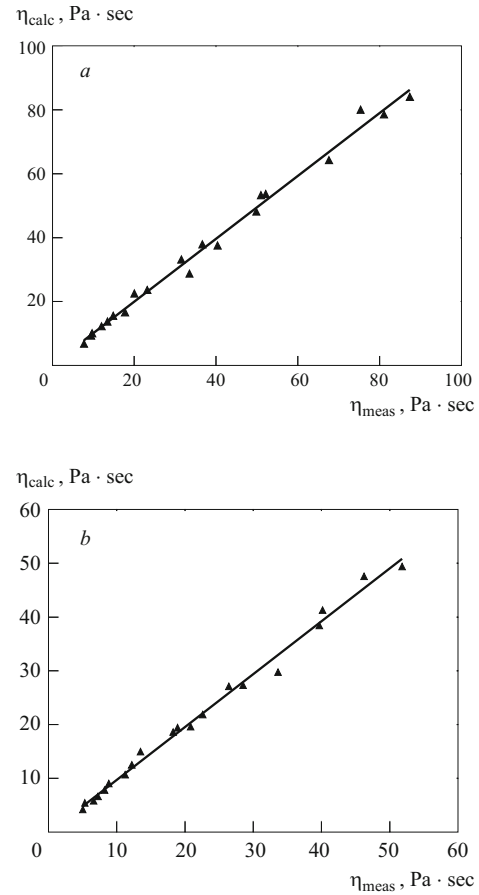 η_calc , Pa · sec
100
a
80
60
40
20
0 20 40 60 80 100
η_meas , Pa · sec
η_calc , Pa · sec
60
b
50
40
30
20
10
0 10 20 30 40 50 60
η_meas , Pa · sec